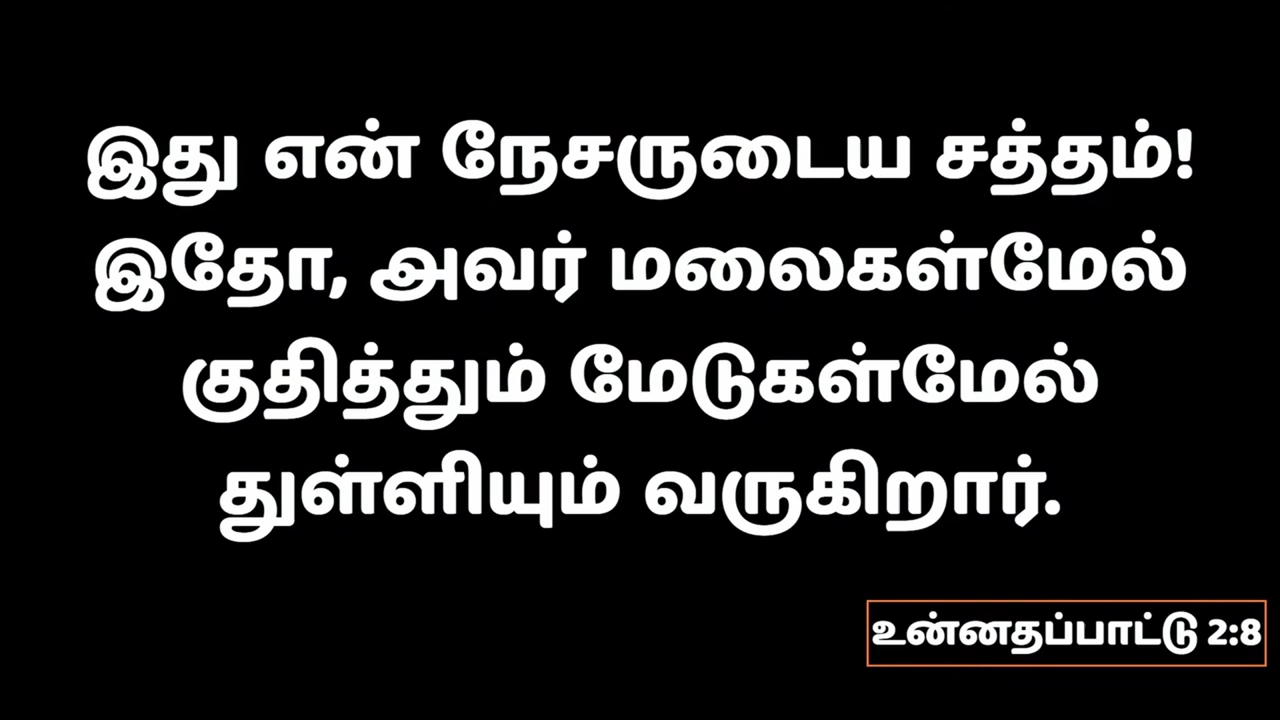 இது என் நேசருடைய சத்தம்!
இதோ, அவர் மலைகள்மேல்
குதித்தும் மேடுகள்மேல்
துள்ளியும் வருகிறார்.
உன்னதப்பாட்டு 2:8